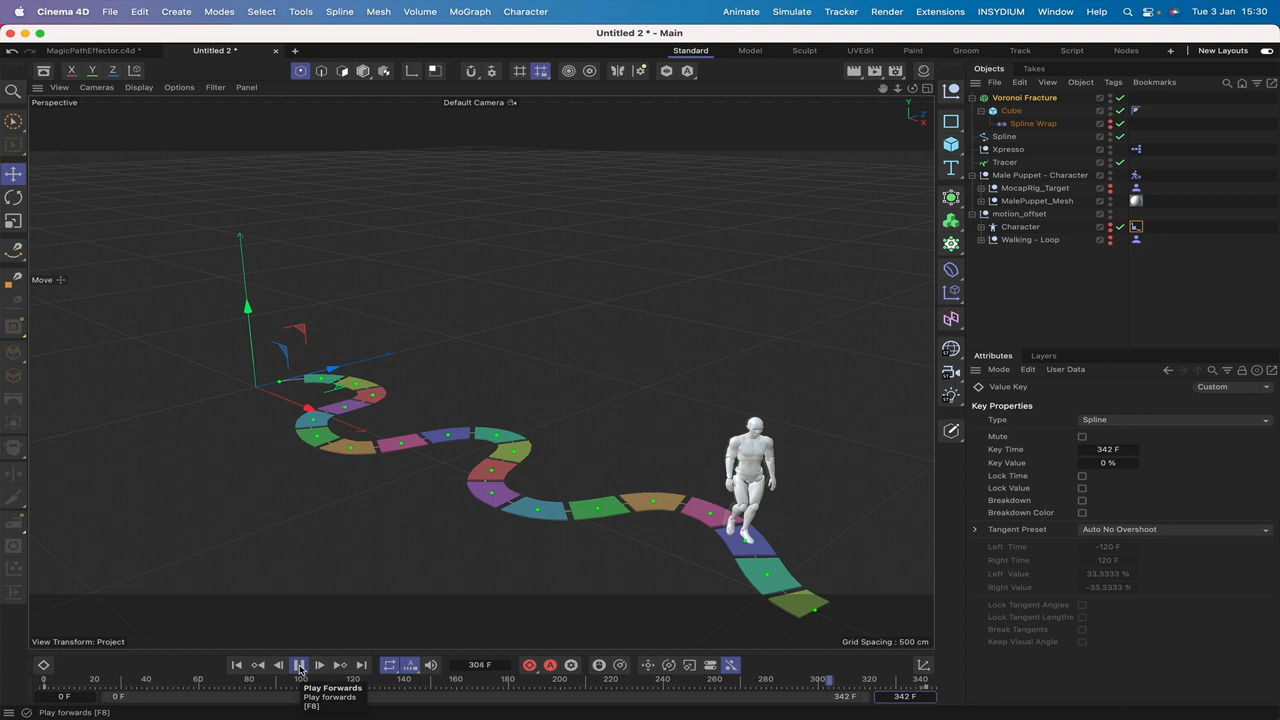 Cinema 4D File Edit Create Modes Select Tools Spline Mesh Volume MoGraph Character Animate Simulate Tracker Render Extensions INSYDIUM Window Help Tue 3 Jan 15:30
Untitled 2 * - Main
MagicPathEffector.c4d * Untitled 2 * × + Standard Model Sculpt UVEdit Paint Groom Track Script Nodes + New Layouts
X Y Z
Objects Takes
View Cameras Display Options Filter Panel
File Edit View Object Tags Bookmarks
Perspective Default Camera
Y
Z
X
Voronoi Fracture
Cube
Spline Wrap
Spline
Xpresso
Tracer
Male Puppet - Character
MocapRig_Target
MalePuppet_Mesh
motion_offset
Character
Walking - Loop
Move
Attributes Layers
Mode Edit User Data
Value Key Custom
Key Properties
Type Spline
Mute
Key Time 342 F
Key Value 0 %
Lock Time
Lock Value
Breakdown
Breakdown Color
Tangent Preset Auto No Overshoot
Left Time -120 F
Right Time 120 F
Left Value 33.3333 %
Right Value -33.3333 %
Lock Tangent Angles
Lock Tangent Lengths
Break Tangents
Keep Visual Angle
View Transform: Project Grid Spacing : 500 cm
304 F
0 20 40 60 80 100 120 140 160 180 200 220 240 260 280 300 320 340
0 F 0 F 342 F 342 F
Play Forwards
Play forwards
[F8]
Play forwards [F8]